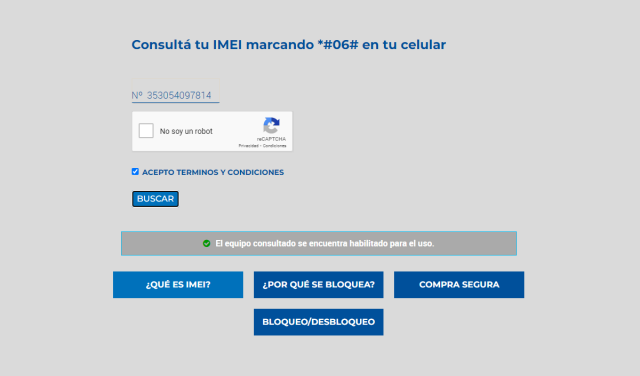 Consultá tu IMEI marcando *#06# en tu celular
Nº 353054097814
No soy un robot
reCAPTCHA
Privacidad - Condiciones
ACEPTO TERMINOS Y CONDICIONES
BUSCAR
El equipo consultado se encuentra habilitado para el uso.
¿QUÉ ES IMEI?
¿POR QUÉ SE BLOQUEA?
COMPRA SEGURA
BLOQUEO/DESBLOQUEO